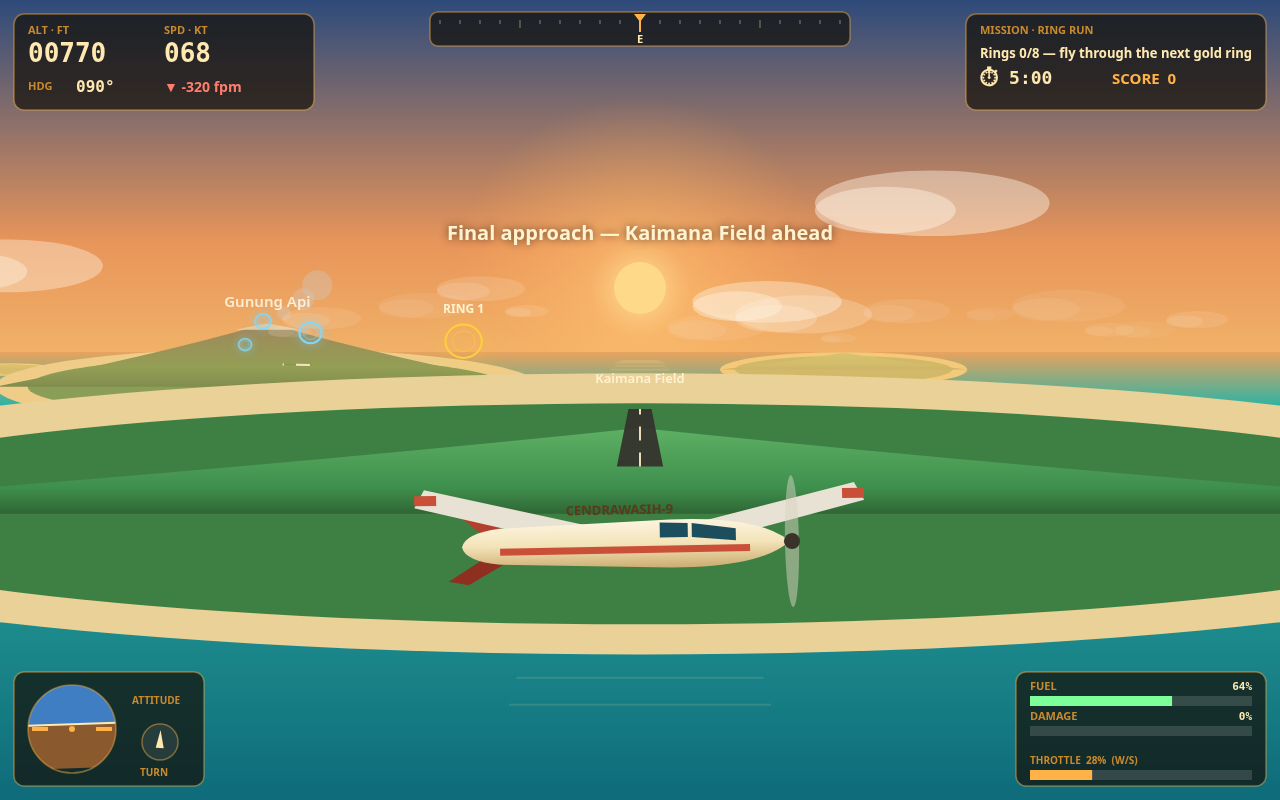 ALT · FT
SPD · KT
00770
068
HDG
090°
▼ -320 fpm
E
MISSION · RING RUN
Rings 0/8 — fly through the next gold ring
⏱ 5:00
SCORE 0
Final approach — Kaimana Field ahead
Gunung Api
RING 1
Kaimana Field
CENDRAWASIH-9
ATTITUDE
TURN
FUEL
64%
DAMAGE
0%
THROTTLE 28% (W/S)